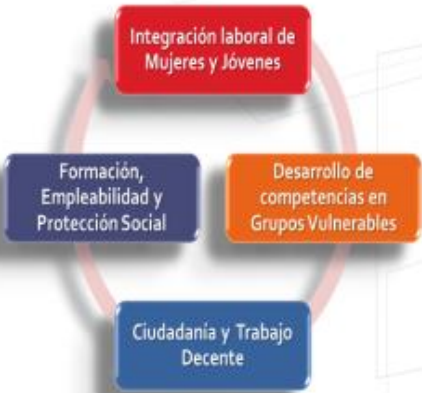 Integración laboral de
Mujeres y Jóvenes
Formación,
Empleabilidad y
Protección Social
Desarrollo de
competencias en
Grupos Vulnerables
Ciudadanía y Trabajo
Decente